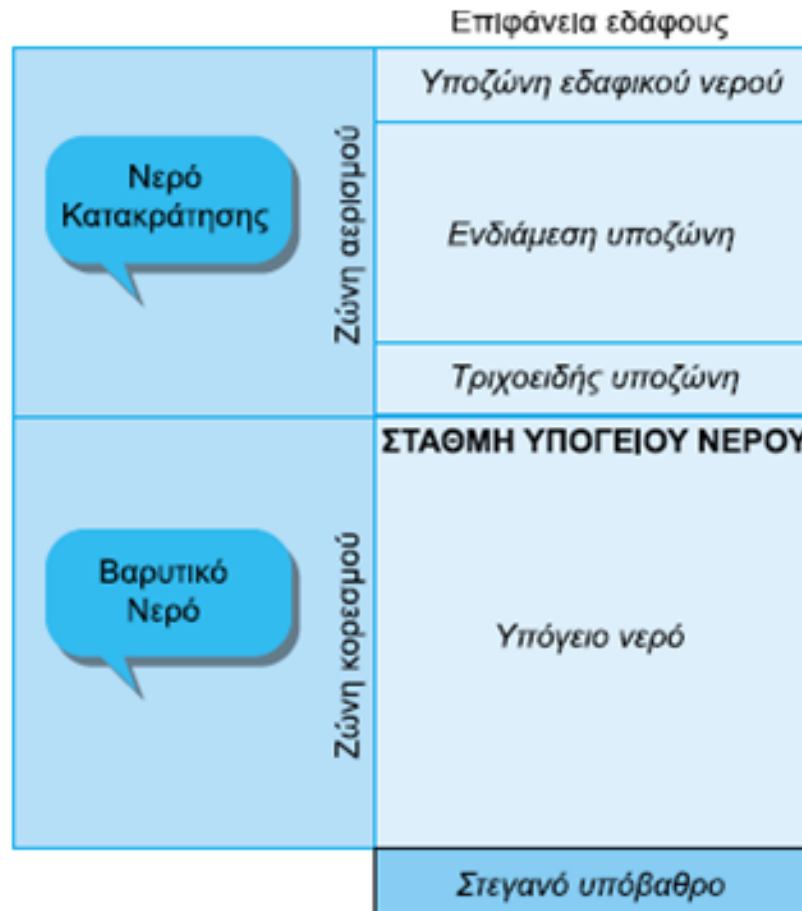 Επιφάνεια εδάφους
Υποζώνη εδαφικού νερού
Νερό
Κατακράτησης
Ζώνη αερισμού
Ενδιάμεση υποζώνη
Τριχοειδής υποζώνη
ΣΤΑΘΜΗ ΥΠΟΓΕΙΟΥ ΝΕΡΟΥ
Βαρυτικό
Νερό
Ζώνη κορεσμού
Υπόγειο νερό
Στεγανό υπόβαθρο